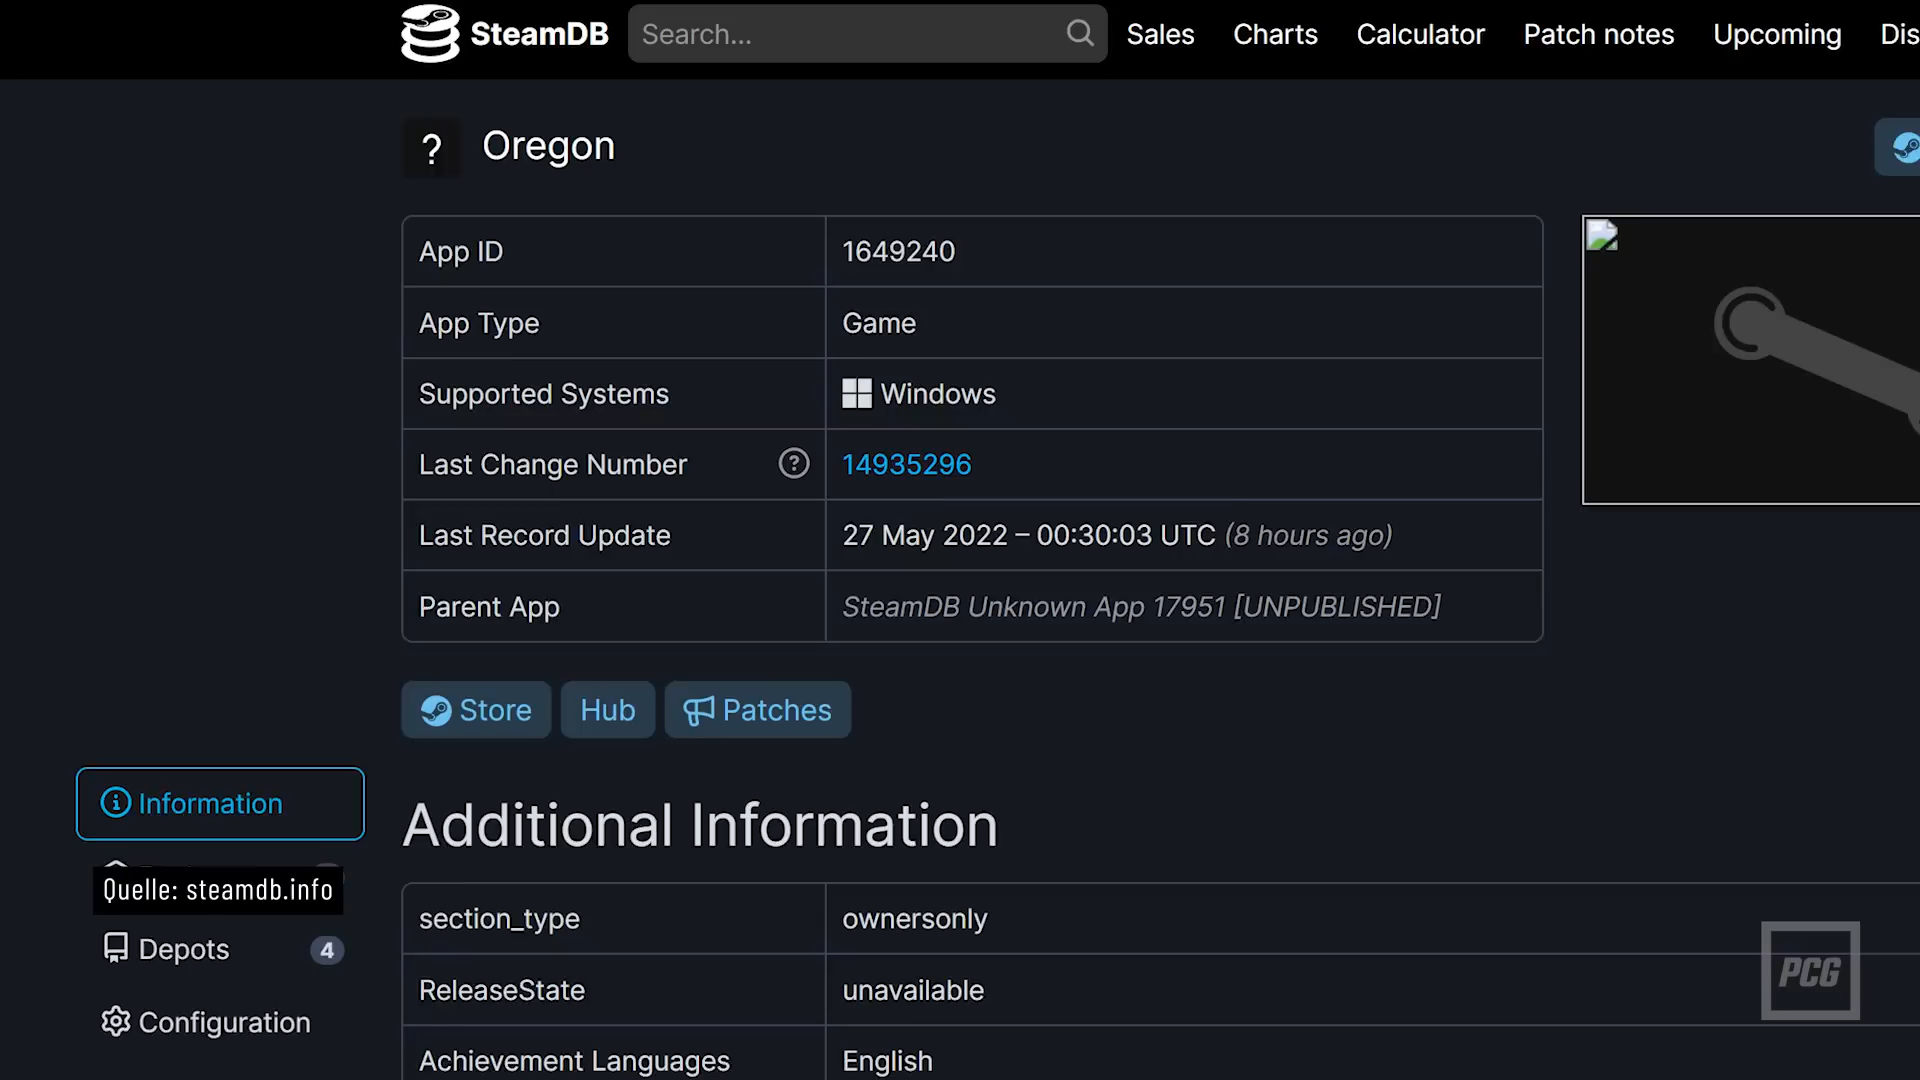 SteamDB Search... Sales Charts Calculator Patch notes Upcoming Dis
? Oregon
App ID 1649240
App Type Game
Supported Systems Windows
Last Change Number ? 14935296
Last Record Update 27 May 2022 – 00:30:03 UTC (8 hours ago)
Parent App SteamDB Unknown App 17951 [UNPUBLISHED]
Store Hub Patches
Information
Additional Information
Quelle: steamdb.info
section_type ownersonly
Depots 4
ReleaseState unavailable
PCG
Configuration
Achievement Languages English